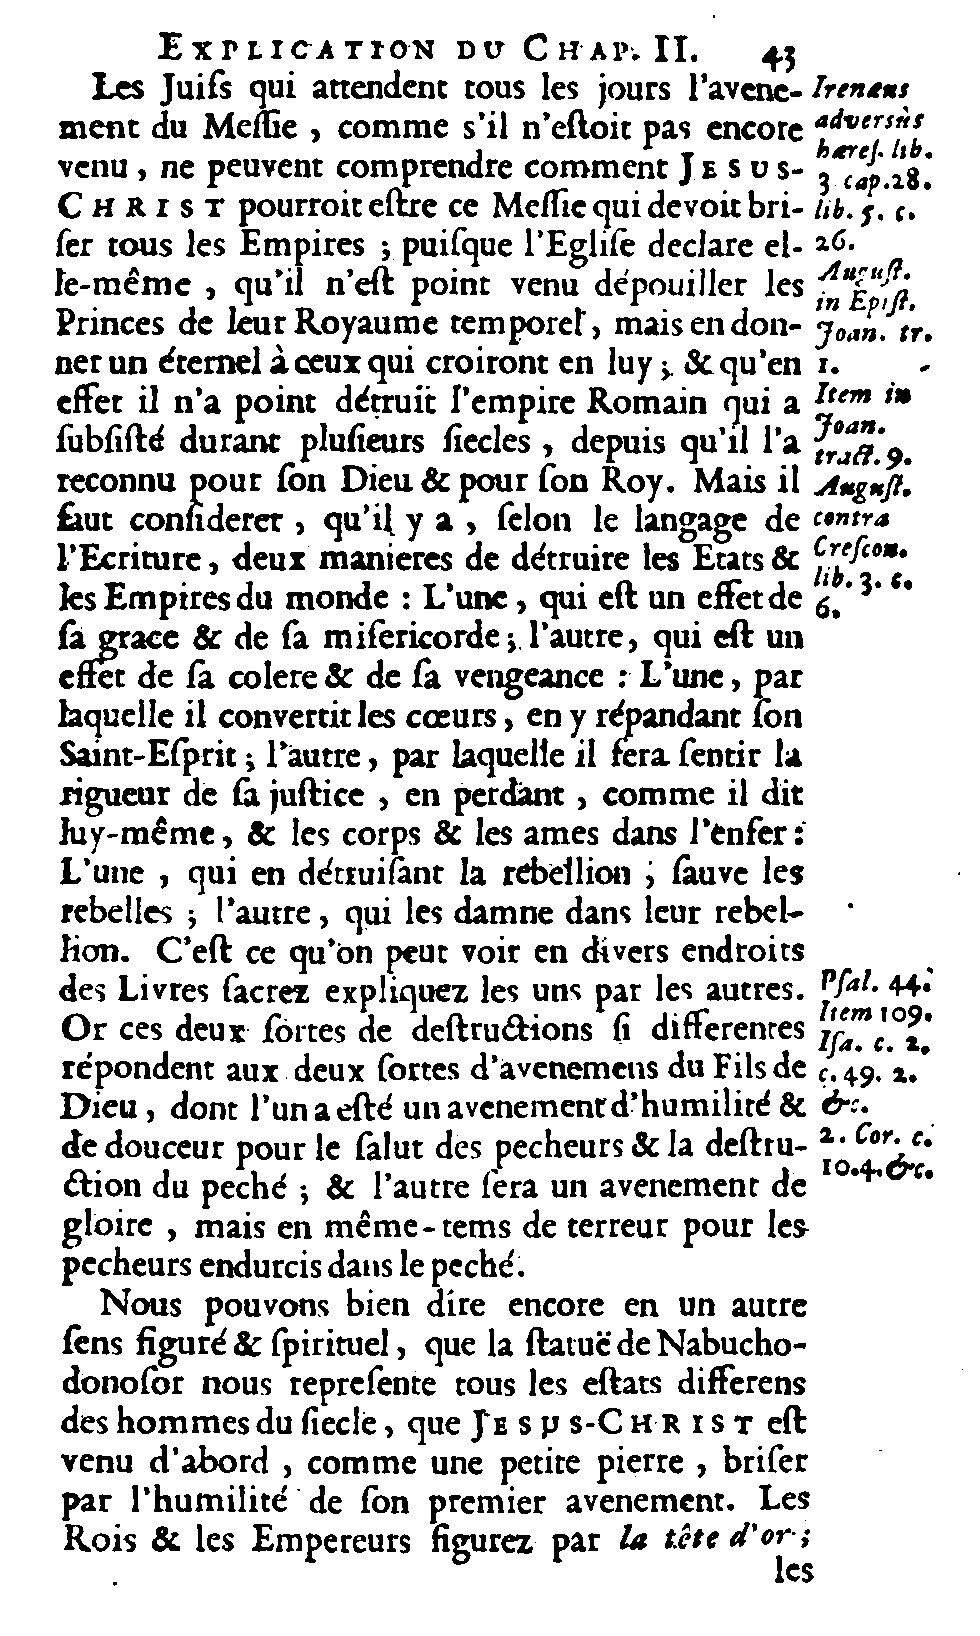 EXPLICATION DU CHAP. II. 43
Les Juifs qui attendent tous les jours l'avene-
ment du Meſſie, comme s'il n'eſtoit pas encore
venu, ne peuvent comprendre comment JESUS-
CHRIST pourroit eſtre ce Meſſie qui devoit bri-
ſer tous les Empires; puiſque l'Egliſe declare el-
le-même, qu'il n'eſt point venu dépouiller les
Princes de leur Royaume temporel, mais en don-
ner un éternel à ceux qui croiront en luy; & qu'en
effet il n'a point détruit l'empire Romain qui a
ſubſiſté durant pluſieurs ſiecles, depuis qu'il l'a
reconnu pour ſon Dieu & pour ſon Roy. Mais il
faut conſiderer, qu'il y a, ſelon le langage de
l'Ecriture, deux manieres de détruire les Etats &
les Empires du monde : L'une, qui eſt un effet de
ſa grace & de ſa miſericorde; l'autre, qui eſt un
effet de ſa colere & de ſa vengeance : L'une, par
laquelle il convertit les cœurs, en y répandant ſon
Saint-Eſprit; l'autre, par laquelle il fera ſentir la
rigueur de ſa juſtice, en perdant, comme il dit
luy-même, & les corps & les ames dans l'enfer:
L'une, qui en détruiſant la rebellion; ſauve les
rebelles; l'autre, qui les damne dans leur rebel-
lion. C'eſt ce qu'on peut voir en divers endroits
des Livres ſacrez expliquez les uns par les autres.
Or ces deux ſortes de deſtructions ſi differentes
répondent aux deux ſortes d'avenemens du Fils de
Dieu, dont l'un a eſté un avenement d'humilité &
de douceur pour le ſalut des pecheurs & la deſtru-
ction du peché; & l'autre ſera un avenement de
gloire, mais en même-tems de terreur pour les
pecheurs endurcis dans le peché.
Nous pouvons bien dire encore en un autre
ſens figuré & ſpirituel, que la ſtatuë de Nabucho-
donoſor nous repreſente tous les eſtats differens
des hommes du ſiecle, que JESUS-CHRIST eſt
venu d'abord, comme une petite pierre, briſer
par l'humilité de ſon premier avenement. Les
Rois & les Empereurs figurez par la tête d'or;
les
Irenæus
adversùs
hæreſ. lib.
3 cap. 28.
lib. 5. c.
26.
Auguſt.
in Epiſt.
Joan. tr.
1.
Item in
Joan.
tract. 9.
Auguſt.
contra
Creſcon.
lib. 3. c.
6.
Pſal. 44.
Item 109.
Iſa. c. 2.
c. 49. 2.
&c.
2. Cor. c.
10. 4. &c.